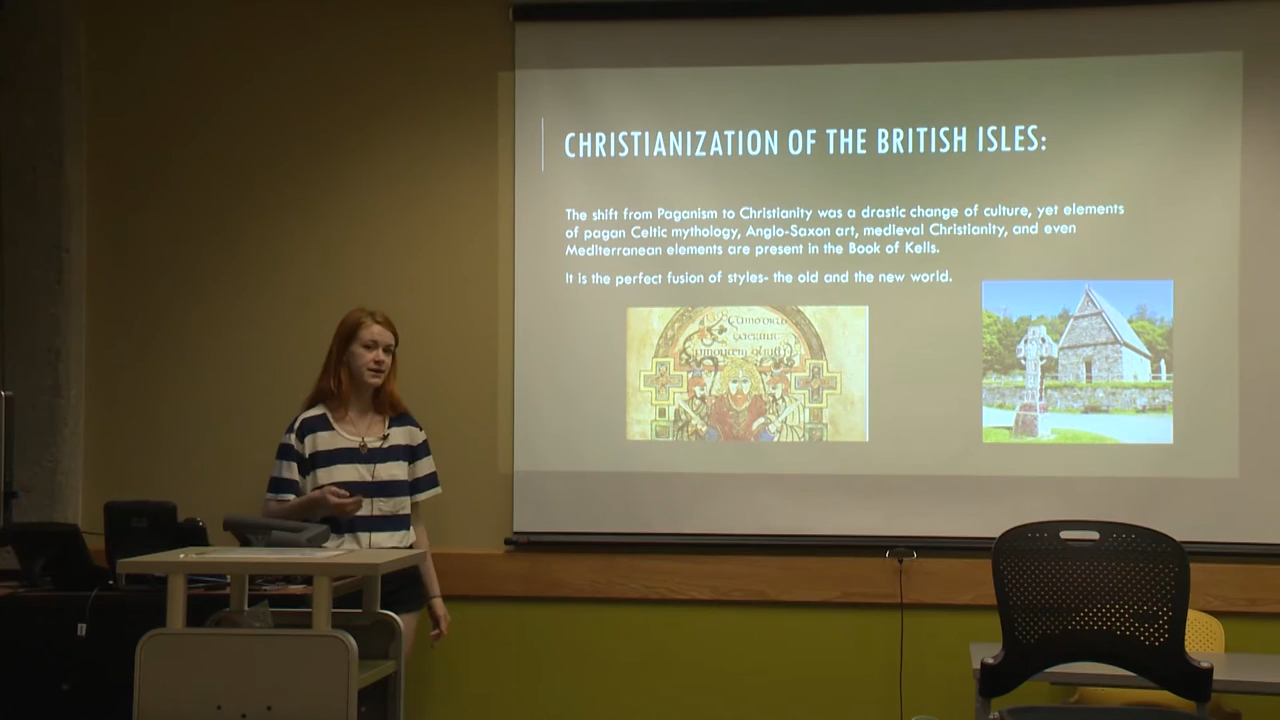 CHRISTIANIZATION OF THE BRITISH ISLES:
The shift from Paganism to Christianity was a drastic change of culture, yet elements
of pagan Celtic mythology, Anglo-Saxon art, medieval Christianity, and even
Mediterranean elements are present in the Book of Kells.
It is the perfect fusion of styles- the old and the new world.